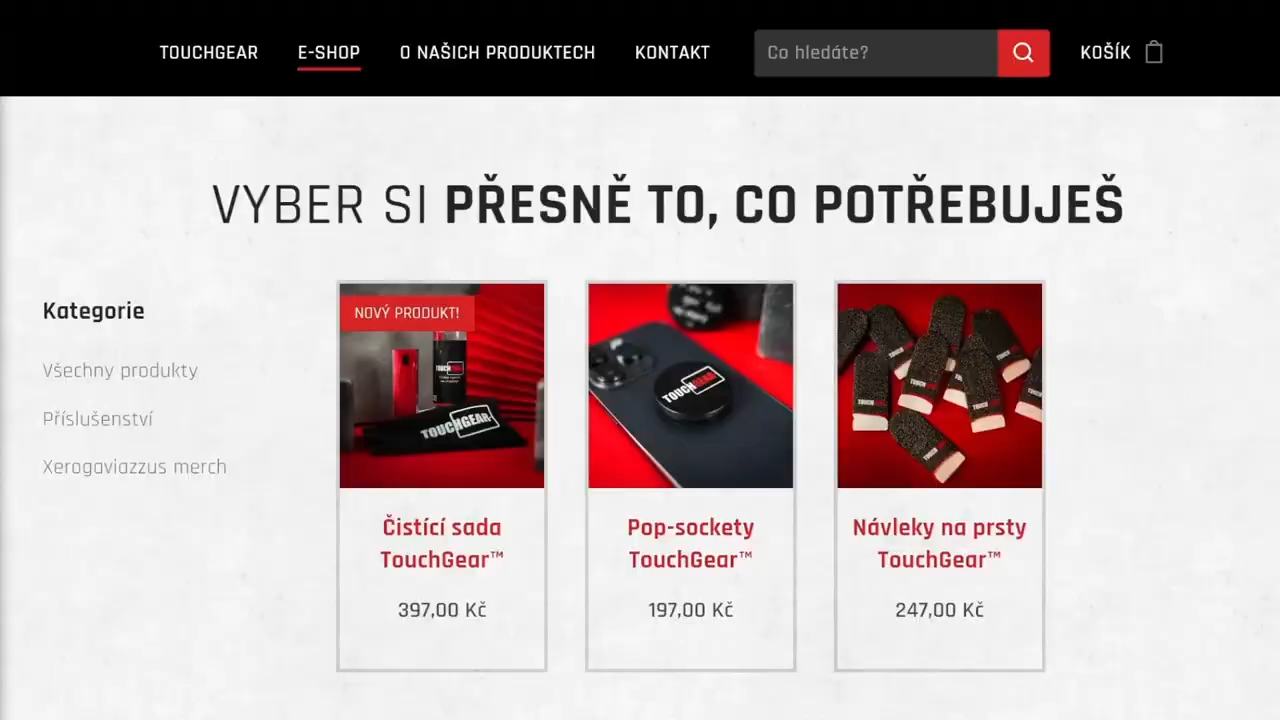 TOUCHGEAR
E-SHOP
O NAŠICH PRODUKTECH
KONTAKT
Co hledáte?
KOŠÍK
VYBER SI PŘESNĚ TO, CO POTŘEBUJEŠ
Kategorie
Všechny produkty
Příslušenství
Xerogaviazzus merch
NOVÝ PRODUKT!
TOUCHGEAR
TOUCHGEAR
Čistící sada
TouchGear™
397,00 Kč
Pop-sockety
TouchGear™
197,00 Kč
Návleky na prsty
TouchGear™
247,00 Kč